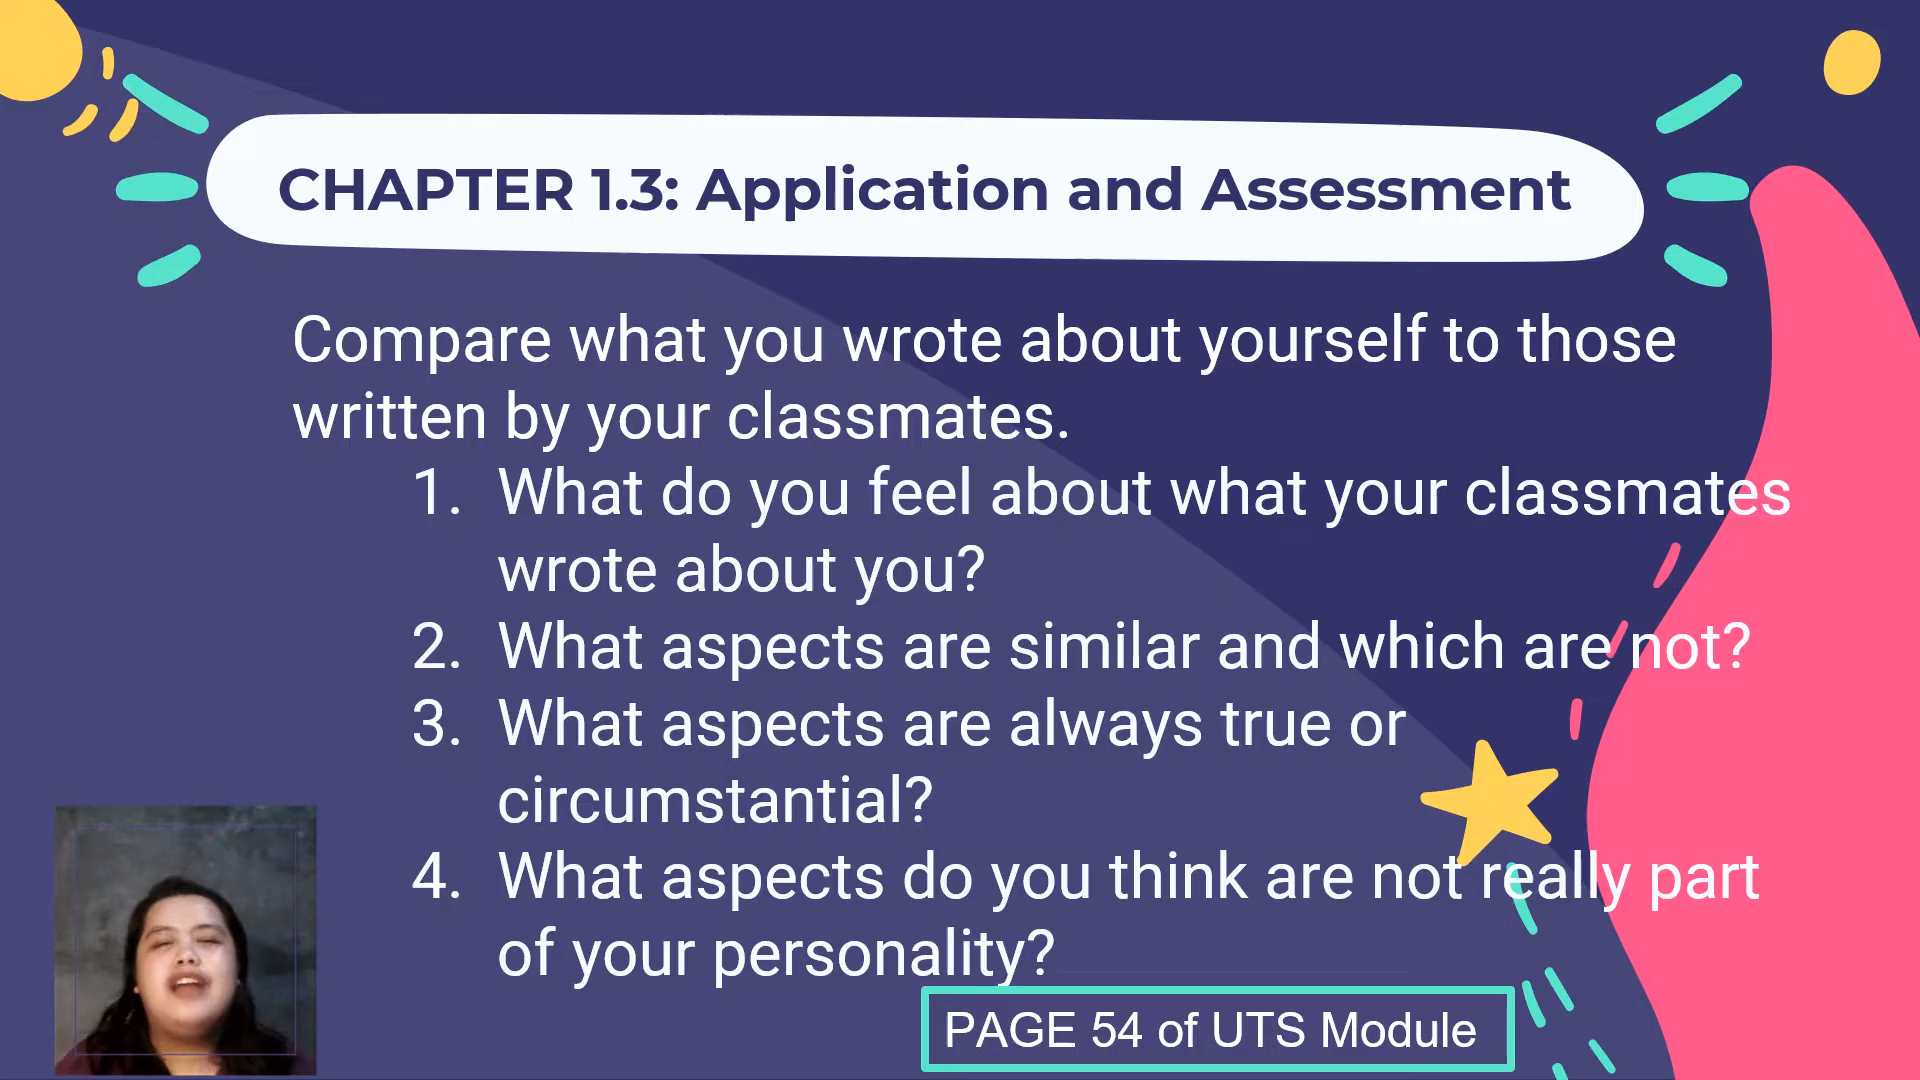 CHAPTER 1.3: Application and Assessment
Compare what you wrote about yourself to those
written by your classmates.
1. What do you feel about what your classmates
wrote about you?
2. What aspects are similar and which are not?
3. What aspects are always true or
circumstantial?
4. What aspects do you think are not really part
of your personality?
PAGE 54 of UTS Module